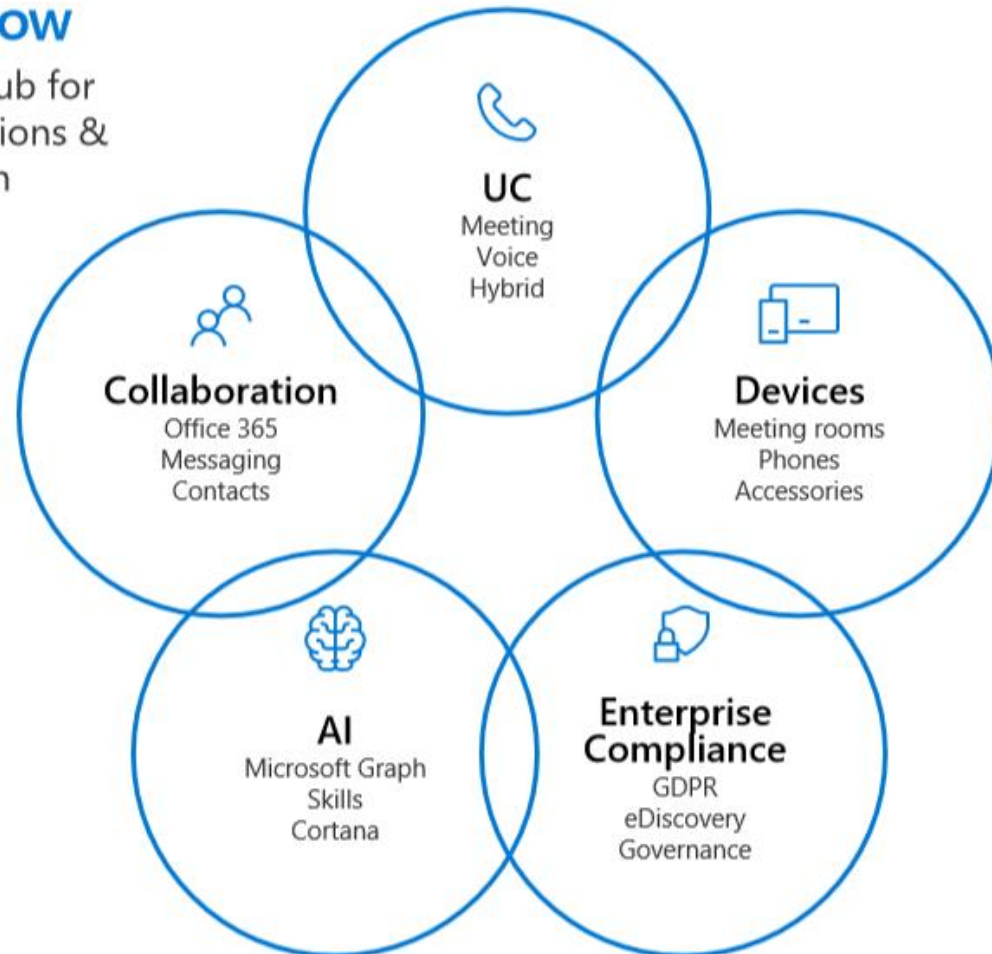 ow
ub for
ions &
n
UC
Meeting
Voice
Hybrid
Collaboration
Office 365
Messaging
Contacts
Devices
Meeting rooms
Phones
Accessories
AI
Microsoft Graph
Skills
Cortana
Enterprise
Compliance
GDPR
eDiscovery
Governance